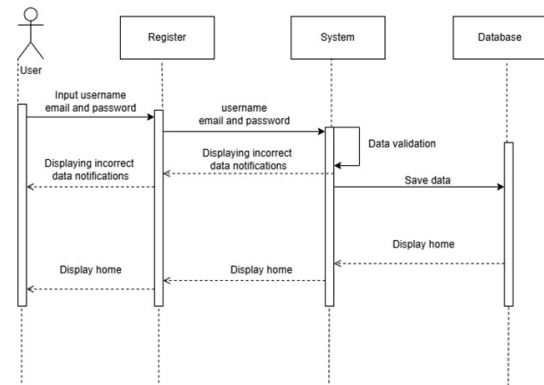 Register
System
Database
User
Input username
email and password
username
email and password
Data validation
Displaying incorrect
data notifications
Displaying incorrect
data notifications
Save data
Display home
Display home
Display home